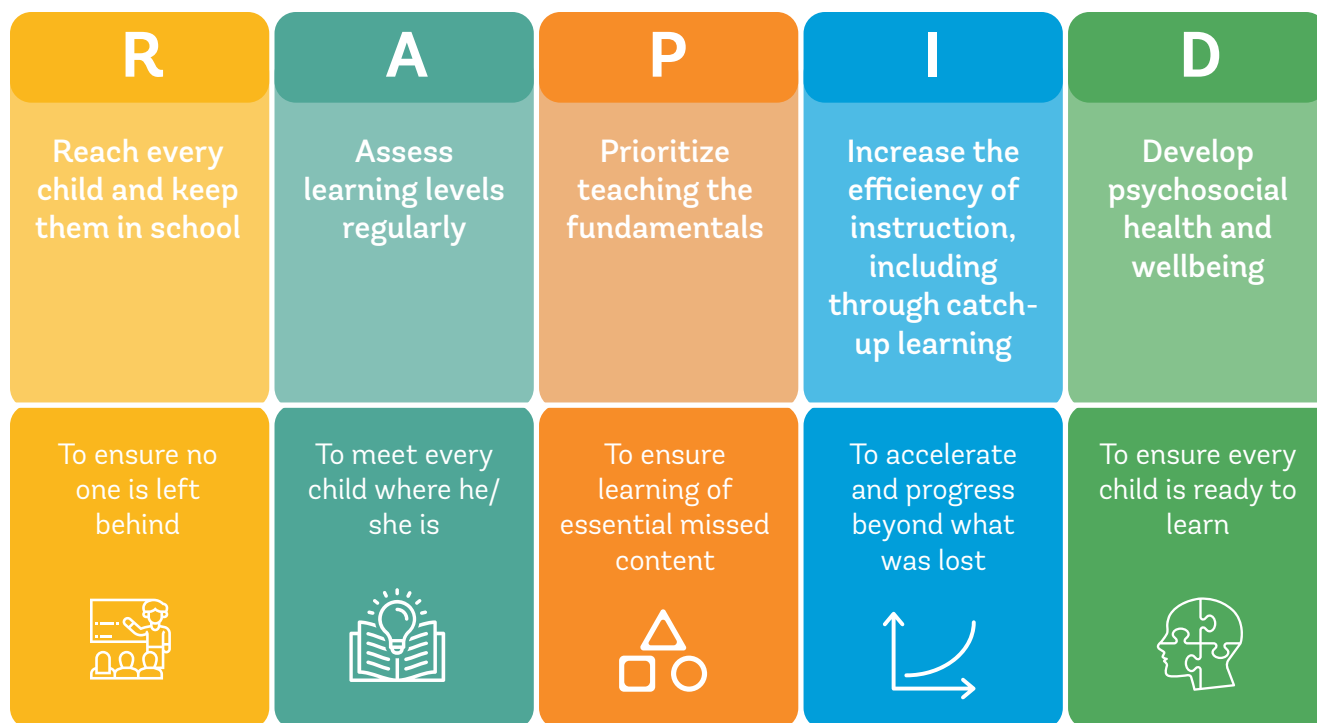 R
Reach every
child and keep
them in school
To ensure no
one is left
behind
A
Assess
learning levels
regularly
To meet every
child where he/
she is
P
Prioritize
teaching the
fundamentals
To ensure
learning of
essential missed
content
I
Increase the
efficiency of
instruction,
including
through catch-
up learning
To accelerate
and progress
beyond what
was lost
D
Develop
psychosocial
health and
wellbeing
To ensure every
child is ready to
learn